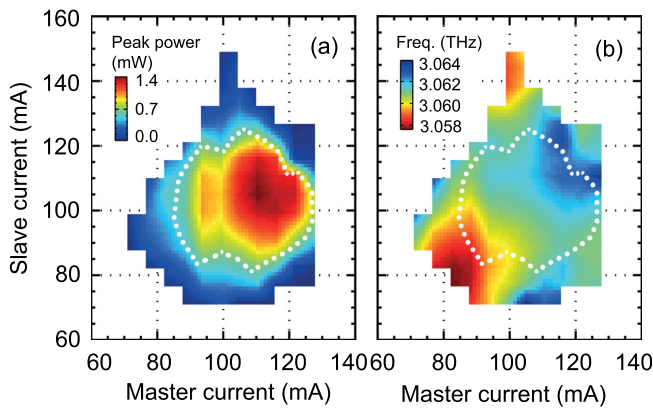 160
140
120
100
80
60
Slave current (mA)
Peak power
(mW)
1.4
0.7
0.0
(a)
60 80 100 120 140
Master current (mA)
Freq. (THz)
3.064
3.062
3.060
3.058
(b)
60 80 100 120 140
Master current (mA)